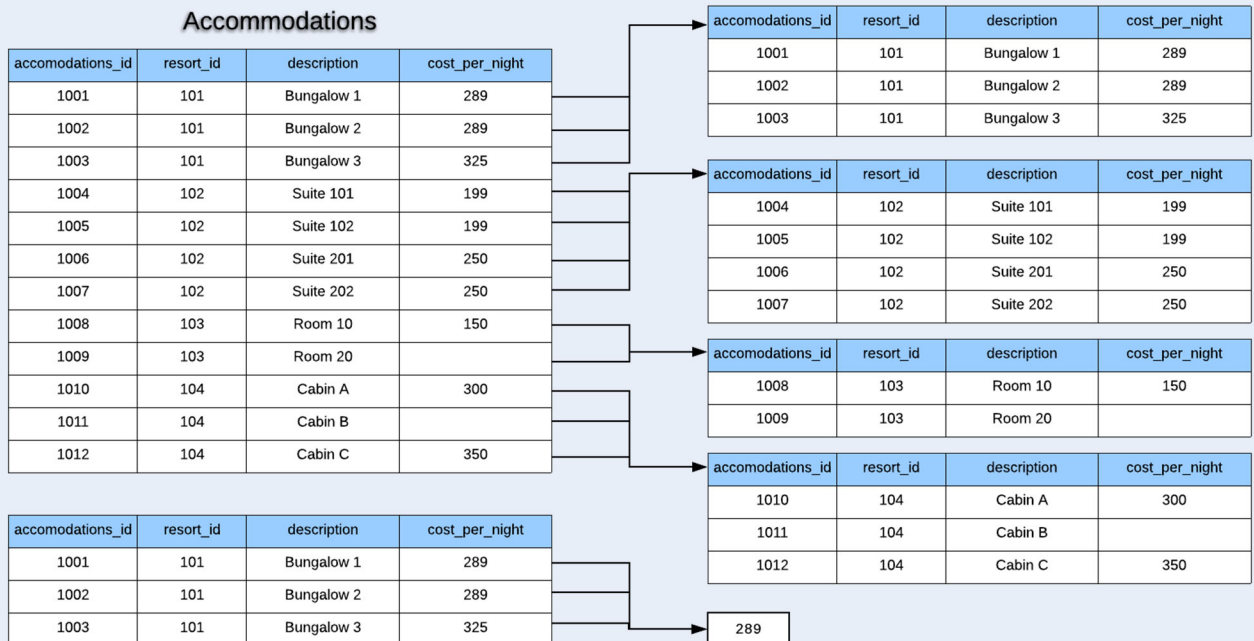 Accommodations
accomodations_id resort_id description cost_per_night
1001 101 Bungalow 1 289
1002 101 Bungalow 2 289
1003 101 Bungalow 3 325
1004 102 Suite 101 199
1005 102 Suite 102 199
1006 102 Suite 201 250
1007 102 Suite 202 250
1008 103 Room 10 150
1009 103 Room 20
1010 104 Cabin A 300
1011 104 Cabin B
1012 104 Cabin C 350
accomodations_id resort_id description cost_per_night
1001 101 Bungalow 1 289
1002 101 Bungalow 2 289
1003 101 Bungalow 3 325
accomodations_id resort_id description cost_per_night
1001 101 Bungalow 1 289
1002 101 Bungalow 2 289
1003 101 Bungalow 3 325
accomodations_id resort_id description cost_per_night
1004 102 Suite 101 199
1005 102 Suite 102 199
1006 102 Suite 201 250
1007 102 Suite 202 250
accomodations_id resort_id description cost_per_night
1008 103 Room 10 150
1009 103 Room 20
accomodations_id resort_id description cost_per_night
1010 104 Cabin A 300
1011 104 Cabin B
1012 104 Cabin C 350
289